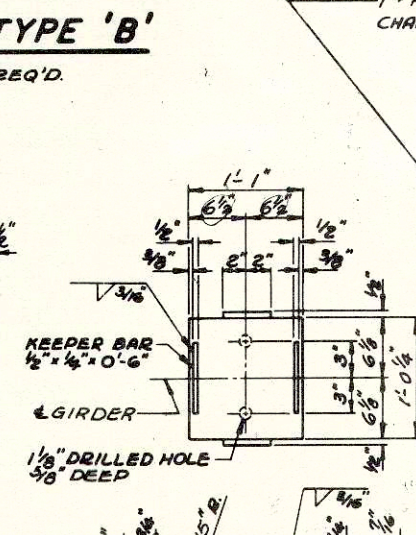 TYPE 'B'
REQ'D.
CHA
1'-1"
6½" 6½"
½" ½"
3/8" 2" 2" 3/8"
3/16"
½"
KEEPER BAR
½" x ¼" x 0'-6"
3" 6⅛
1'-0¼"
3" 6⅛
℄ GIRDER
½"
1⅛" DRILLED HOLE
5/8" DEEP
3/16"